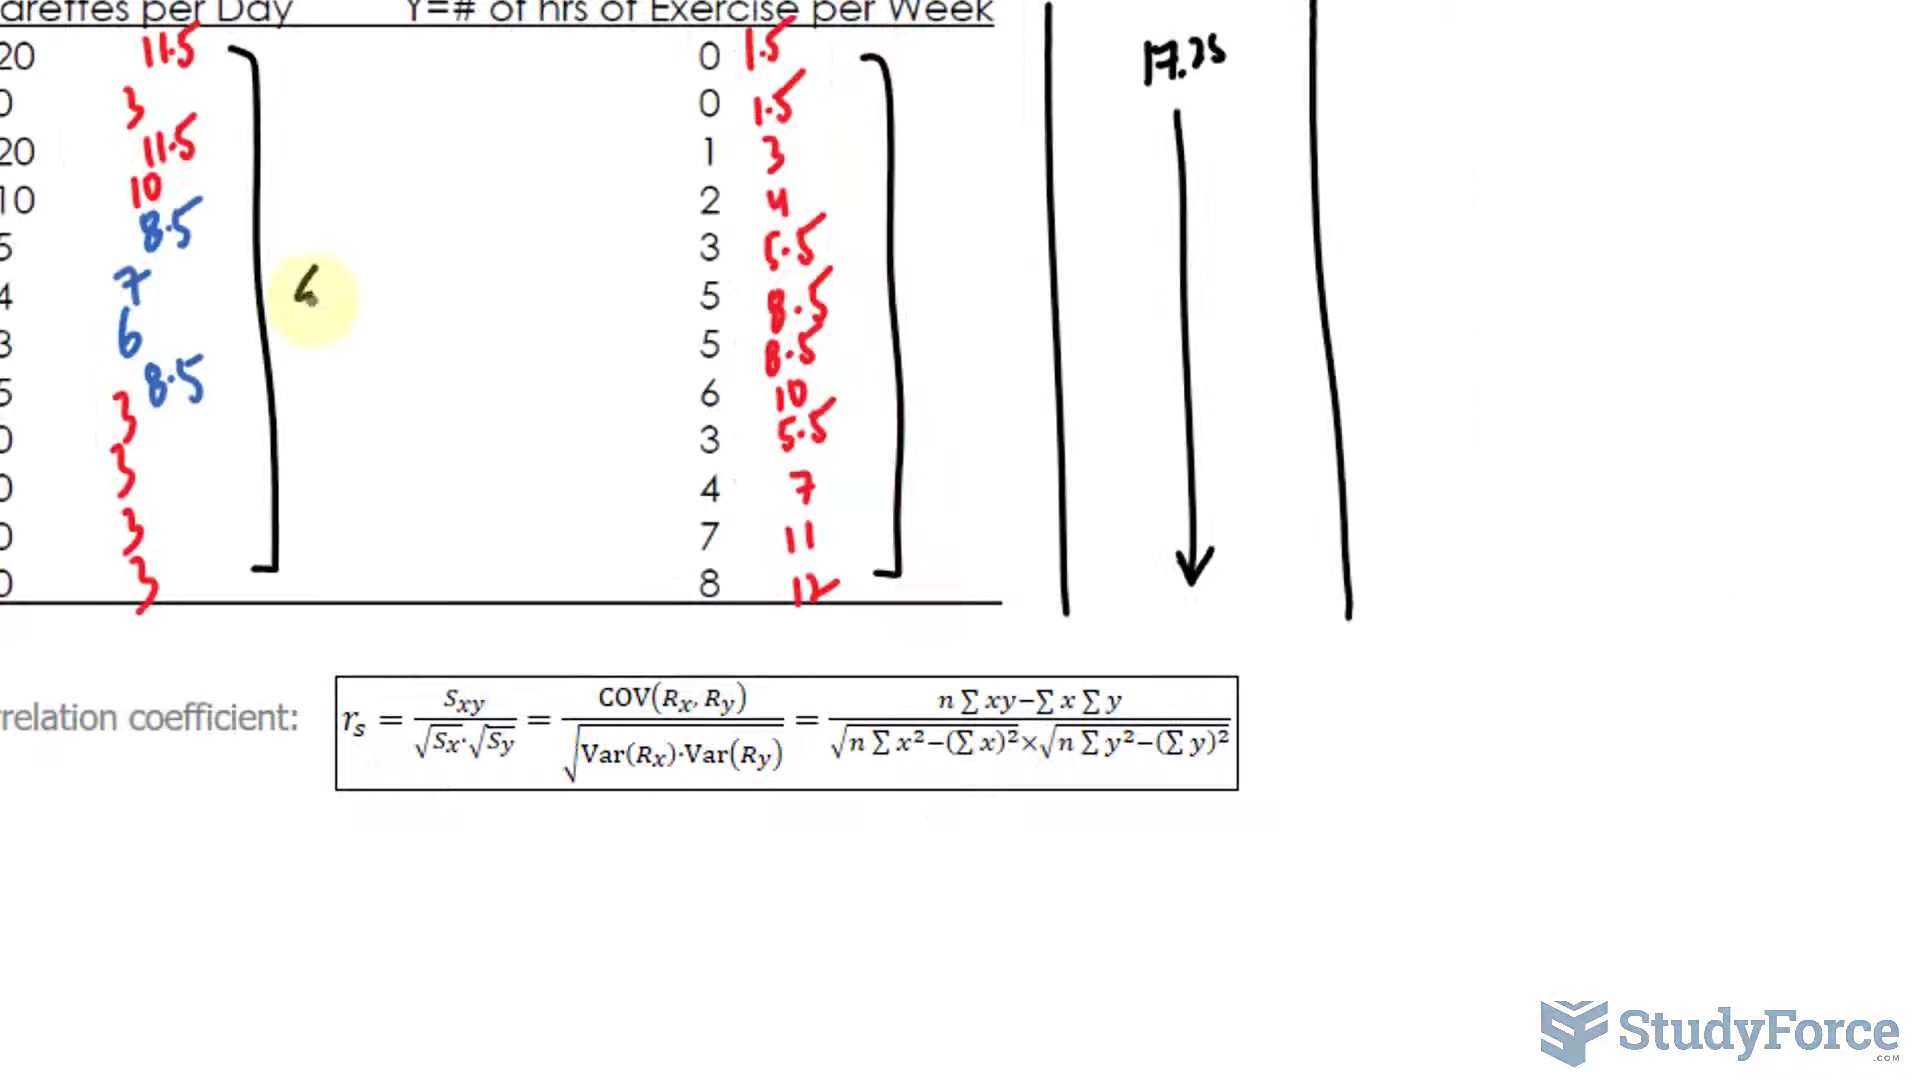 arettes per Day Y=# of hrs of Exercise per Week
20 11.5 0 1.5 17.25
0 3 0 1.5
20 11.5 1 3
10 10 2 4
5 8.5 3 5.5
4 7 5 8.5
3 6 5 8.5
5 8.5 6 10
0 3 3 5.5
0 3 4 7
0 3 7 11
0 3 8 12
rrelation coefficient: r_s = S_xy / (√S_x·√S_y) = COV(R_x, R_y) / √(Var(R_x)·Var(R_y)) = (n∑xy−∑x∑y) / (√(n∑x²−(∑x)²)×√(n∑y²−(∑y)²))
StudyForce
.COM